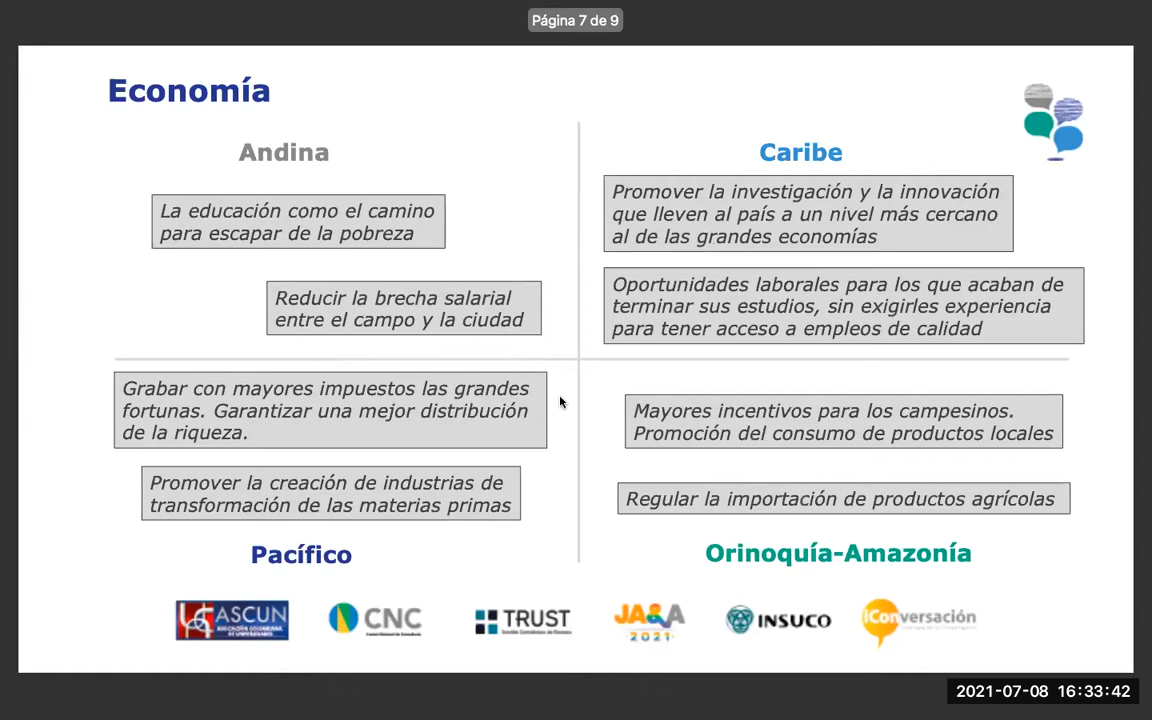 Página 7 de 9
Economía
Andina
La educación como el camino
para escapar de la pobreza
Reducir la brecha salarial
entre el campo y la ciudad
Caribe
Promover la investigación y la innovación
que lleven al país a un nivel más cercano
al de las grandes economías
Oportunidades laborales para los que acaban de
terminar sus estudios, sin exigirles experiencia
para tener acceso a empleos de calidad
Grabar con mayores impuestos las grandes
fortunas. Garantizar una mejor distribución
de la riqueza.
Promover la creación de industrias de
transformación de las materias primas
Pacífico
Mayores incentivos para los campesinos.
Promoción del consumo de productos locales
Regular la importación de productos agrícolas
Orinoquía-Amazonía
ASCUN
CNC
TRUST
JA&A
2021
INSUCO
IConversación
2021-07-08 16:33:42